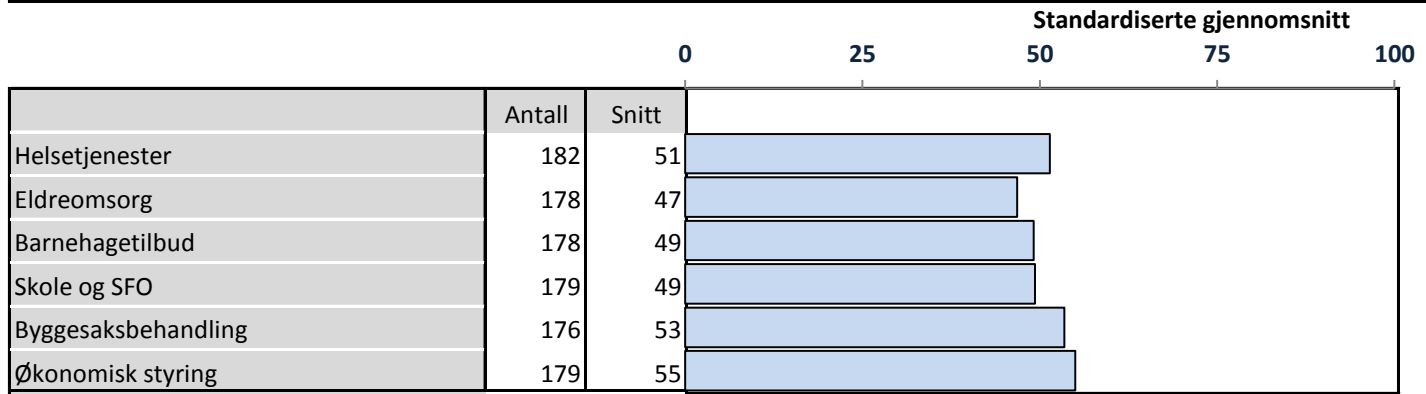 Standardiserte gjennomsnitt
0 25 50 75 100
Antall Snitt
Helsetjenester 182 51
Eldreomsorg 178 47
Barnehagetilbud 178 49
Skole og SFO 179 49
Byggesaksbehandling 176 53
Økonomisk styring 179 55